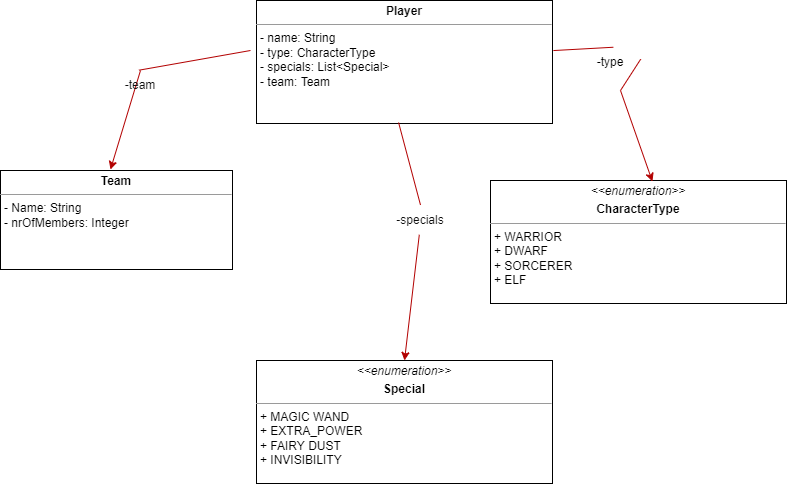 Player
- name: String
- type: CharacterType
- specials: List<Special>
- team: Team
-team
-type
Team
- Name: String
- nrOfMembers: Integer
-specials
<<enumeration>>
CharacterType
+ WARRIOR
+ DWARF
+ SORCERER
+ ELF
<<enumeration>>
Special
+ MAGIC WAND
+ EXTRA_POWER
+ FAIRY DUST
+ INVISIBILITY